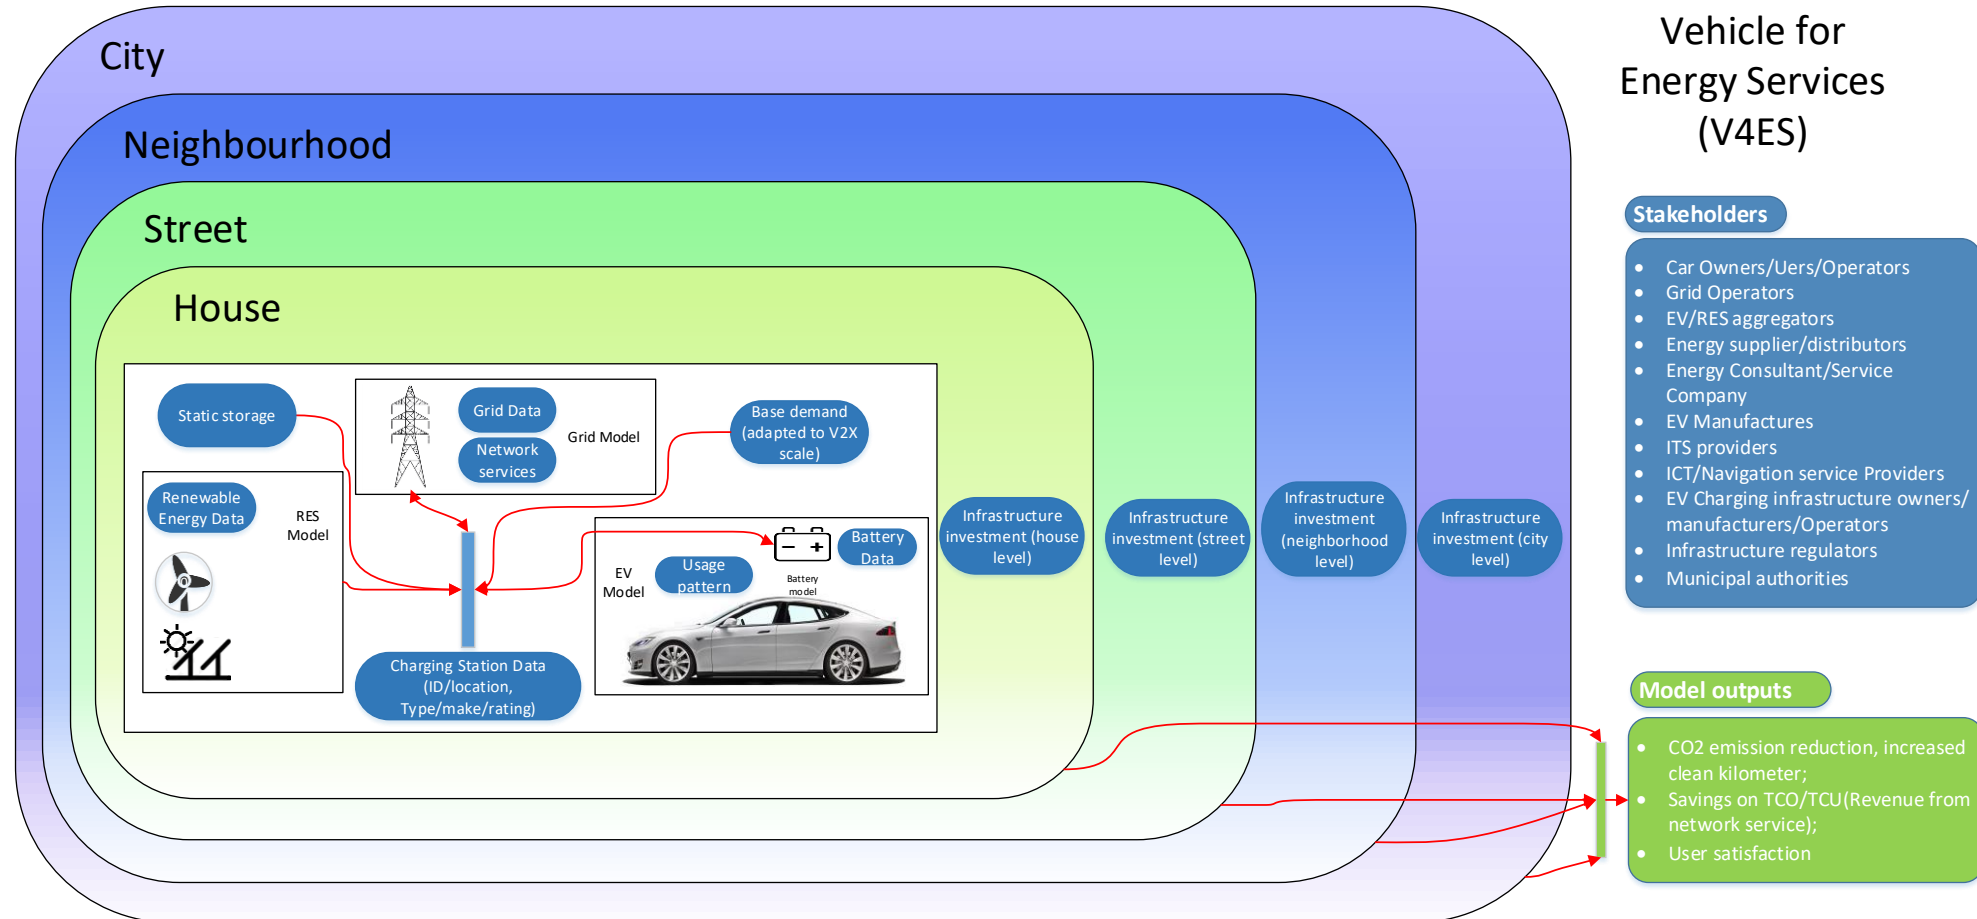 City
Neighbourhood
Street
House
Vehicle for
Energy Services
(V4ES)
Static storage
Grid Data
Network
services
Grid Model
Base demand
(adapted to V2X
scale)
Renewable
Energy Data
RES
Model
EV
Model
Usage
pattern
Battery
model
Battery
Data
Charging Station Data
(ID/location,
Type/make/rating)
Infrastructure
investment (house
level)
Infrastructure
investment (street
level)
Infrastructure
investment
(neighborhood
level)
Infrastructure
investment (city
level)
Stakeholders
• Car Owners/Uers/Operators
• Grid Operators
• EV/RES aggregators
• Energy supplier/distributors
• Energy Consultant/Service
Company
• EV Manufactures
• ITS providers
• ICT/Navigation service Providers
• EV Charging infrastructure owners/
manufacturers/Operators
• Infrastructure regulators
• Municipal authorities
Model outputs
• CO2 emission reduction, increased
clean kilometer;
• Savings on TCO/TCU(Revenue from
network service);
• User satisfaction